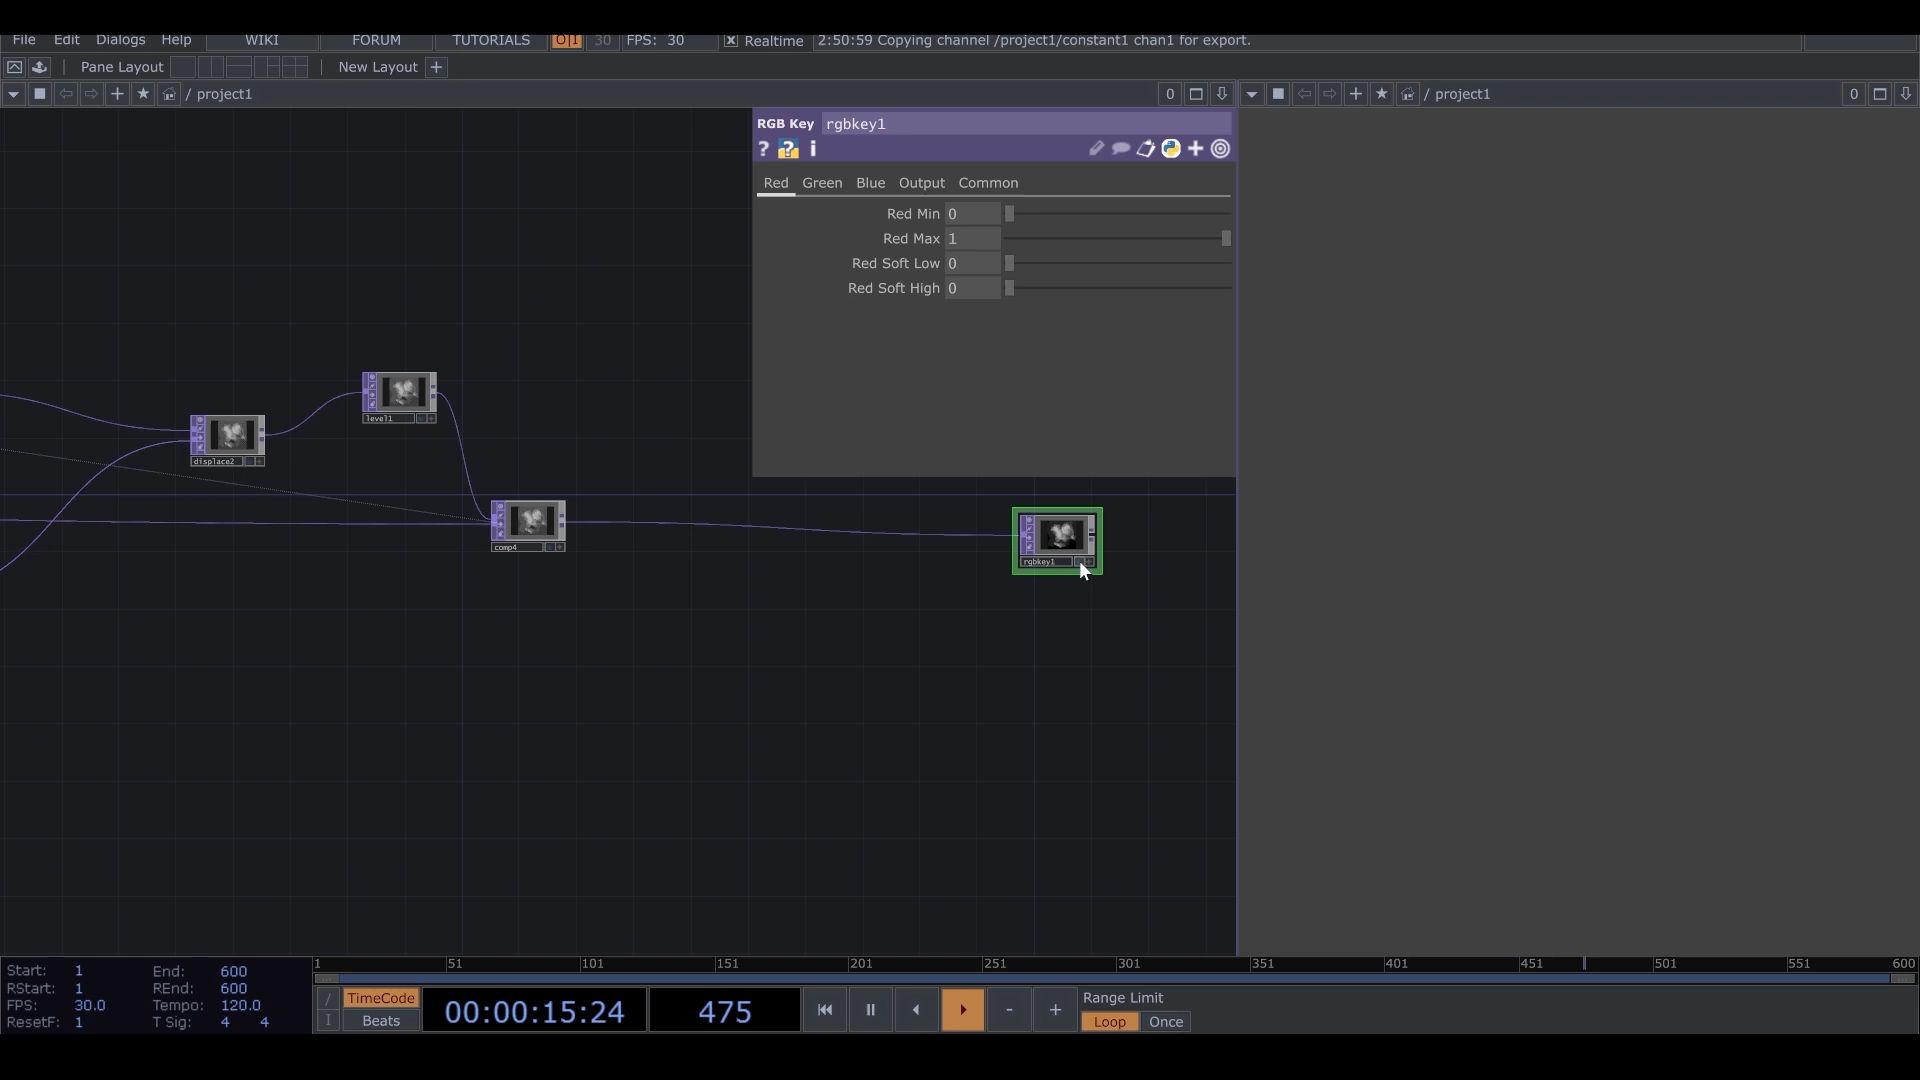 File Edit Dialogs Help WIKI FORUM TUTORIALS O|I 30 FPS: 30 Realtime 2:50:59 Copying channel /project1/constant1 chan1 for export.
Pane Layout New Layout +
/ project1 0 / project1 0
RGB Key rgbkey1
? ? i
Red Green Blue Output Common
Red Min 0
Red Max 1
Red Soft Low 0
Red Soft High 0
level1
displace2
comp4
rgbkey1
1 51 101 151 201 251 301 351 401 451 501 551 600
Start: 1 End: 600
RStart: 1 REnd: 600
FPS: 30.0 Tempo: 120.0
ResetF: 1 T Sig: 4 4
/ TimeCode
I Beats
00:00:15:24 475 - +
Range Limit
Loop Once